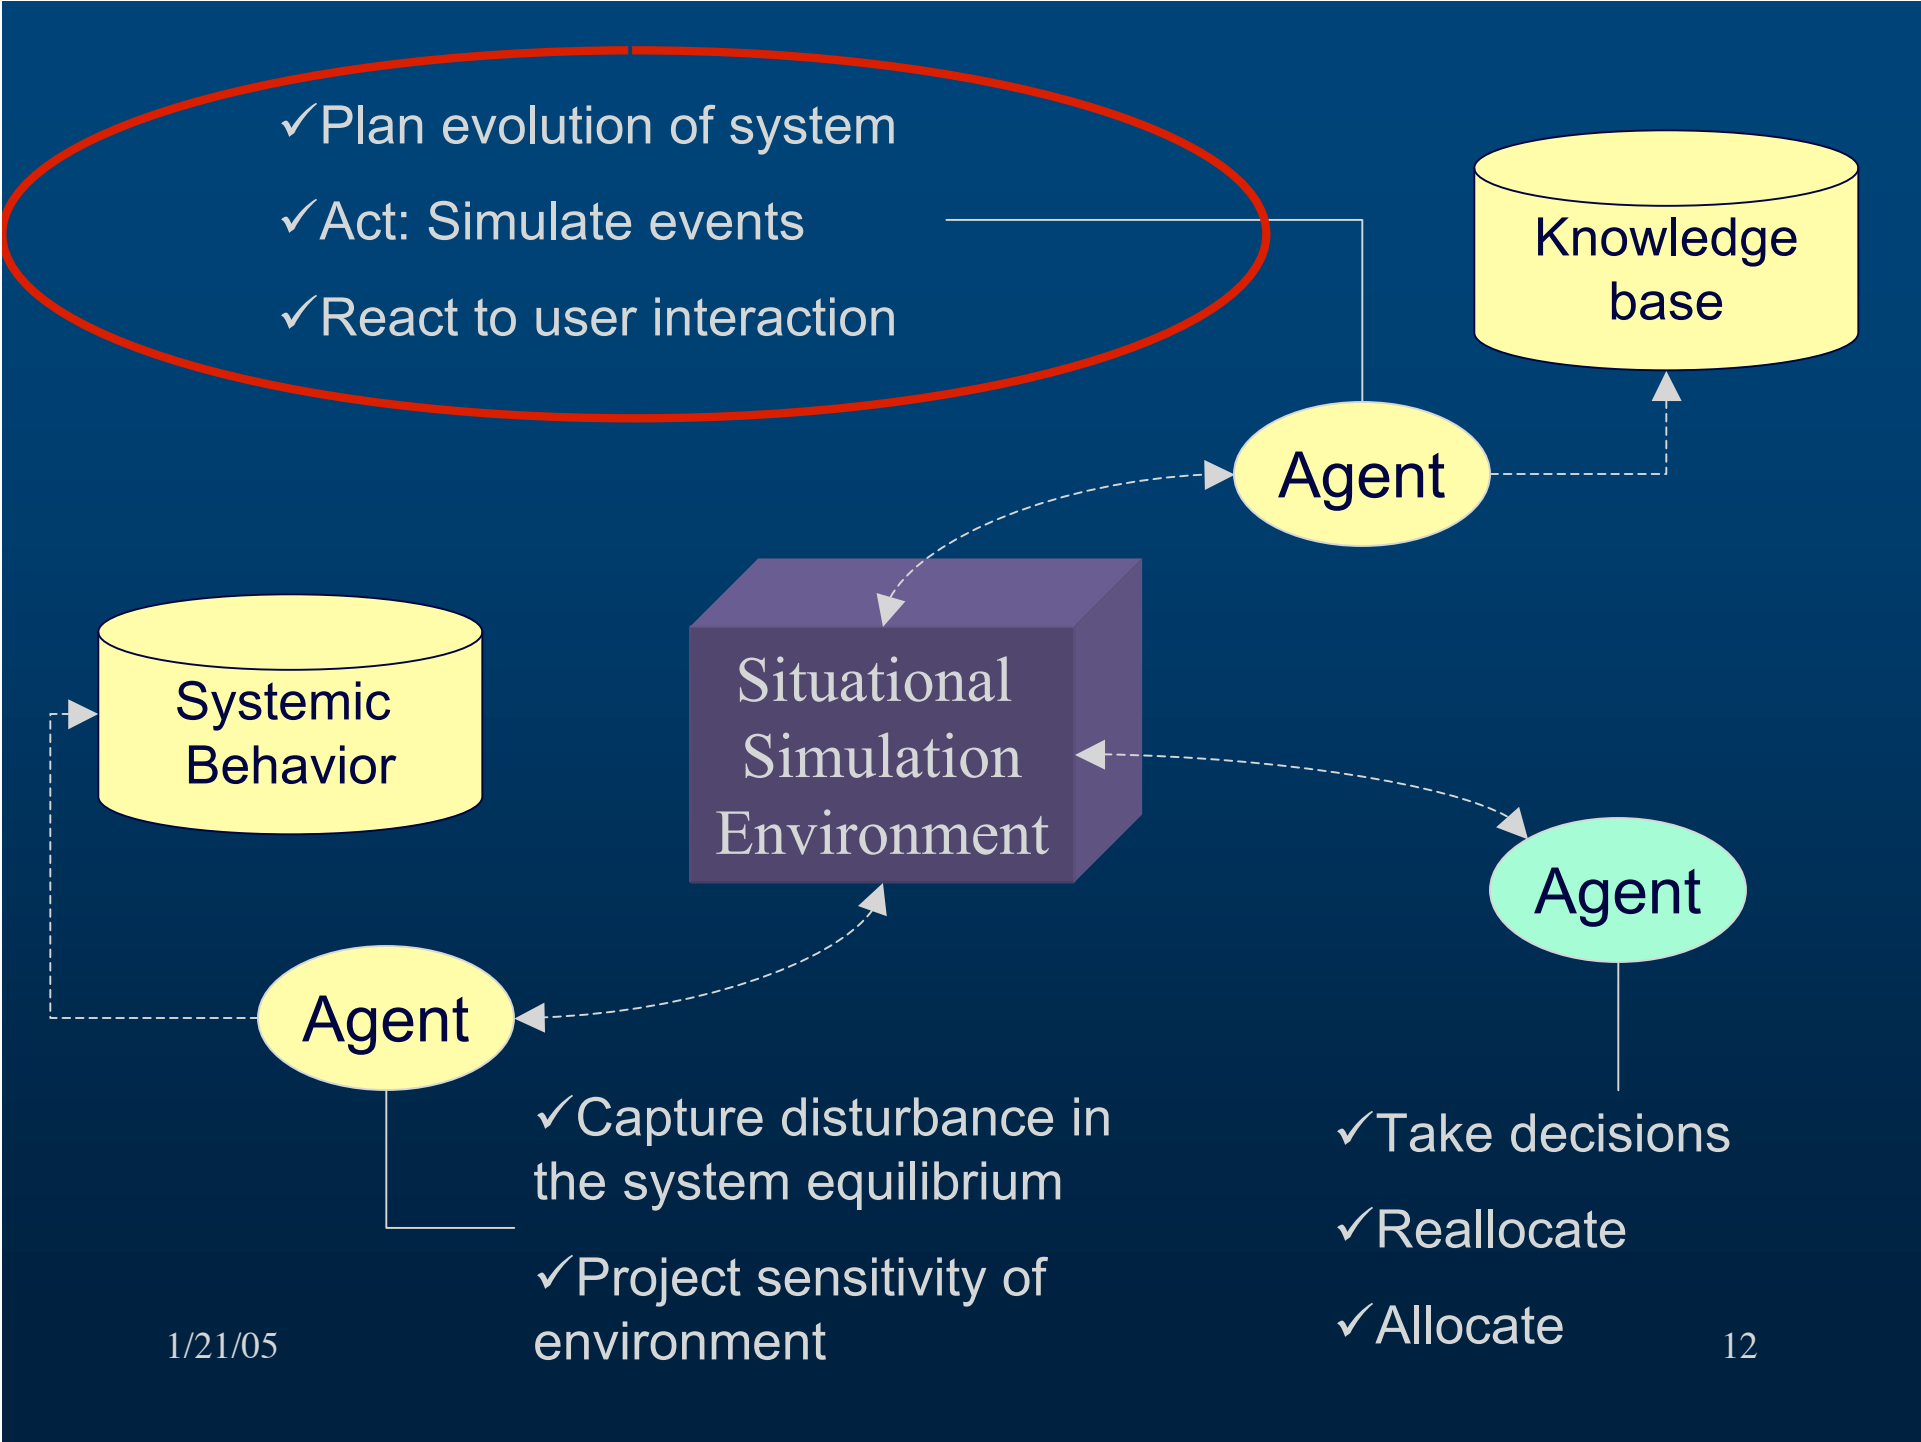 ✓Plan evolution of system
✓Act: Simulate events
✓React to user interaction
Knowledge
base
Agent
Situational
Simulation
Environment
Systemic
Behavior
Agent
Agent
✓Capture disturbance in
the system equilibrium
✓Project sensitivity of
environment
✓Take decisions
✓Reallocate
✓Allocate
1/21/05
12